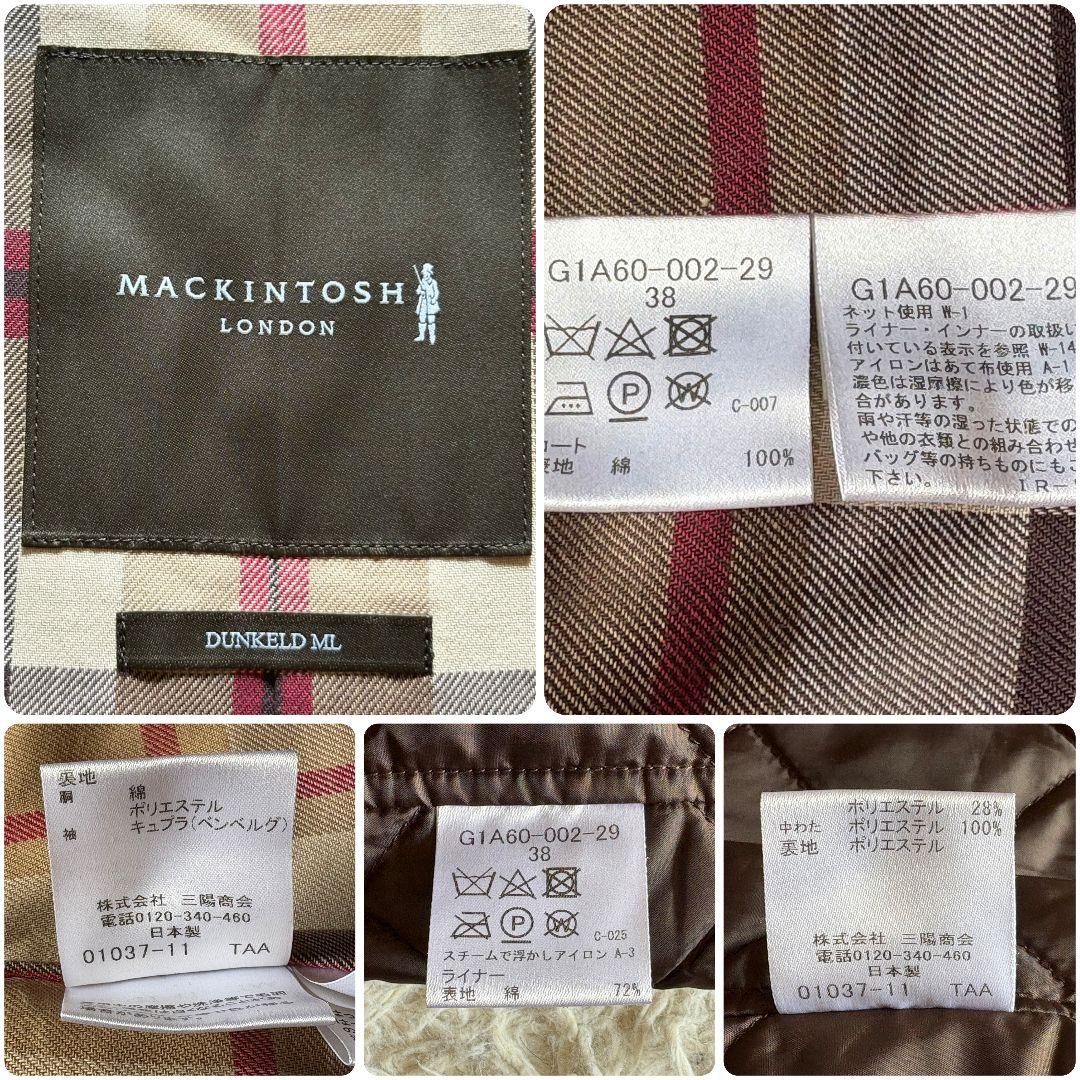 MACKINTOSH
LONDON
DUNKELD ML
G1A60-002-29
38
C-007
コート
表地 綿 100%
G1A60-002-29
ネット使用 W-1
ライナー・インナーの取扱い
付いている表示を参照 W-14
アイロンはあて布使用 A-1
濃色は湿摩擦により色が移
合があります。
雨や汗等の湿った状態での
や他の衣類との組み合わせ
バッグ等の持ちものにもご
下さい。 IR-
裏地
胴 綿
ポリエステル
袖 キュプラ(ベンベルグ)
株式会社 三陽商会
電話0120-340-460
日本製
01037-11 TAA
G1A60-002-29
38
C-025
スチームで浮かしアイロン A-3
ライナー
表地 綿 72%
ポリエステル 28%
中わた ポリエステル 100%
裏地 ポリエステル
株式会社 三陽商会
電話0120-340-460
日本製
01037-11 TAA